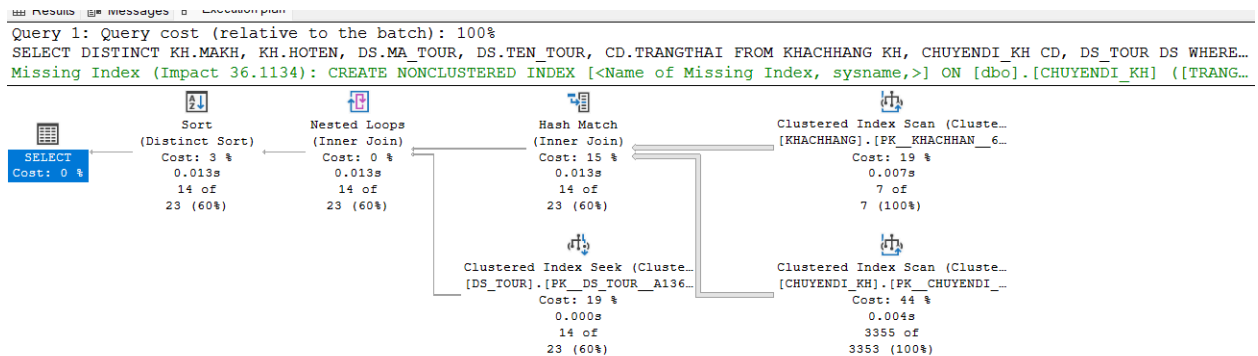 Results Messages Execution plan
Query 1: Query cost (relative to the batch): 100%
SELECT DISTINCT KH.MAKH, KH.HOTEN, DS.MA_TOUR, DS.TEN_TOUR, CD.TRANGTHAI FROM KHACHHANG KH, CHUYENDI_KH CD, DS_TOUR DS WHERE…
Missing Index (Impact 36.1134): CREATE NONCLUSTERED INDEX [<Name of Missing Index, sysname,>] ON [dbo].[CHUYENDI_KH] ([TRANG…
SELECT
Cost: 0 %
Sort
(Distinct Sort)
Cost: 3 %
0.013s
14 of
23 (60%)
Nested Loops
(Inner Join)
Cost: 0 %
0.013s
14 of
23 (60%)
Hash Match
(Inner Join)
Cost: 15 %
0.013s
14 of
23 (60%)
Clustered Index Scan (Cluste…
[KHACHHANG].[PK__KHACHHAN__6…
Cost: 19 %
0.007s
7 of
7 (100%)
Clustered Index Seek (Cluste…
[DS_TOUR].[PK__DS_TOUR__A136…
Cost: 19 %
0.000s
14 of
23 (60%)
Clustered Index Scan (Cluste…
[CHUYENDI_KH].[PK__CHUYENDI_…
Cost: 44 %
0.004s
3355 of
3353 (100%)